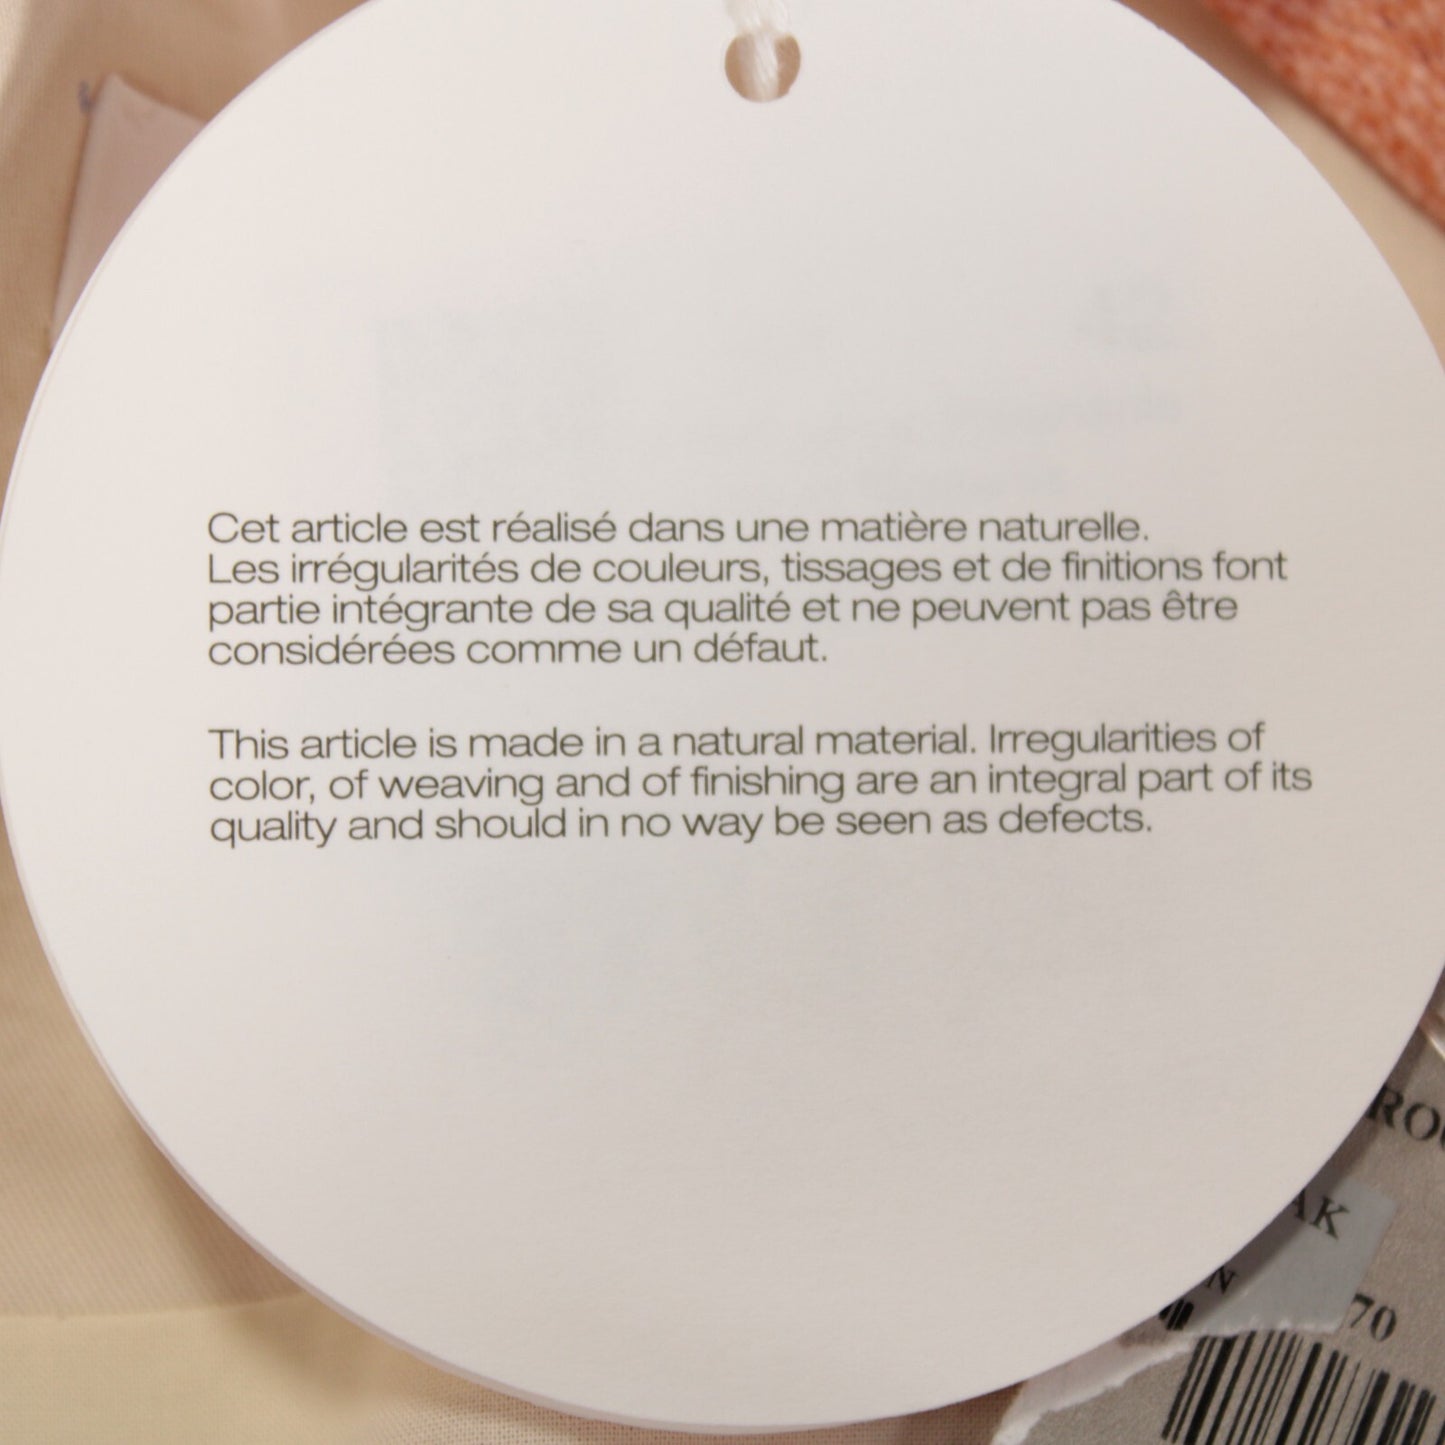 Cet article est réalisé dans une matière naturelle.
Les irrégularités de couleurs, tissages et de finitions font
partie intégrante de sa qualité et ne peuvent pas être
considérées comme un défaut.
This article is made in a natural material. Irregularities of
color, of weaving and of finishing are an integral part of its
quality and should in no way be seen as defects.
70